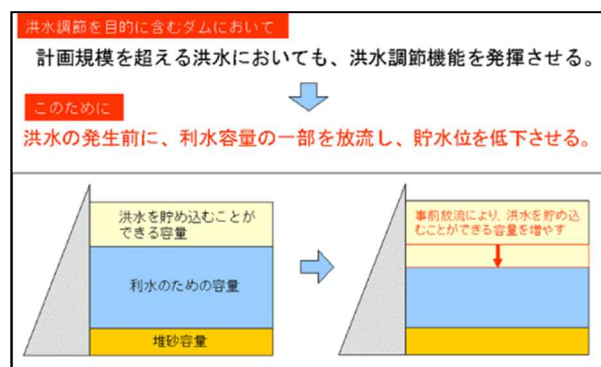 洪水調節を目的に含むダムにおいて
計画規模を超える洪水においても、洪水調節機能を発揮させる。
このために
洪水の発生前に、利水容量の一部を放流し、貯水位を低下させる。
洪水を貯め込むことが
できる容量
利水のための容量
堆砂容量
事前放流により、洪水を貯め込
むことができる容量を増やす